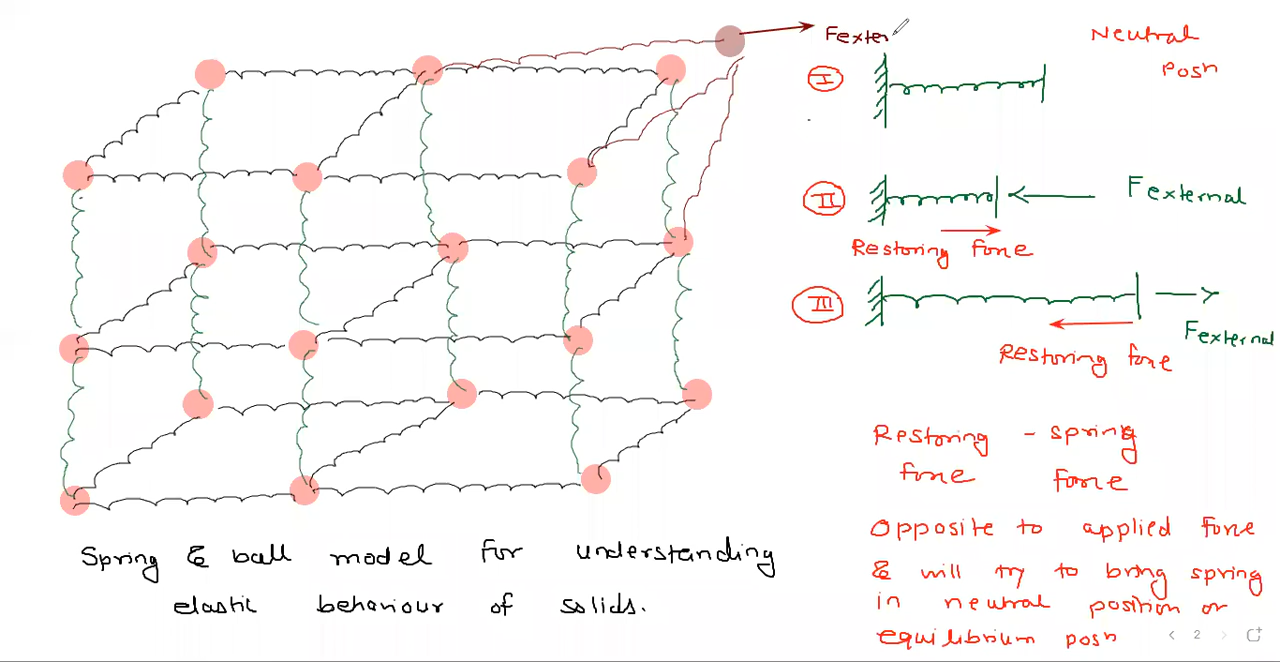 Fexter
Neutral
Posn
I
II
Fexternal
Restoring force
III
Fexternal
Restoring force
Restoring - spring
force force
Opposite to applied force
& will try to bring spring
in neutral position or
equilibrium posn
Spring & ball model for understanding
elastic behaviour of solids.
2